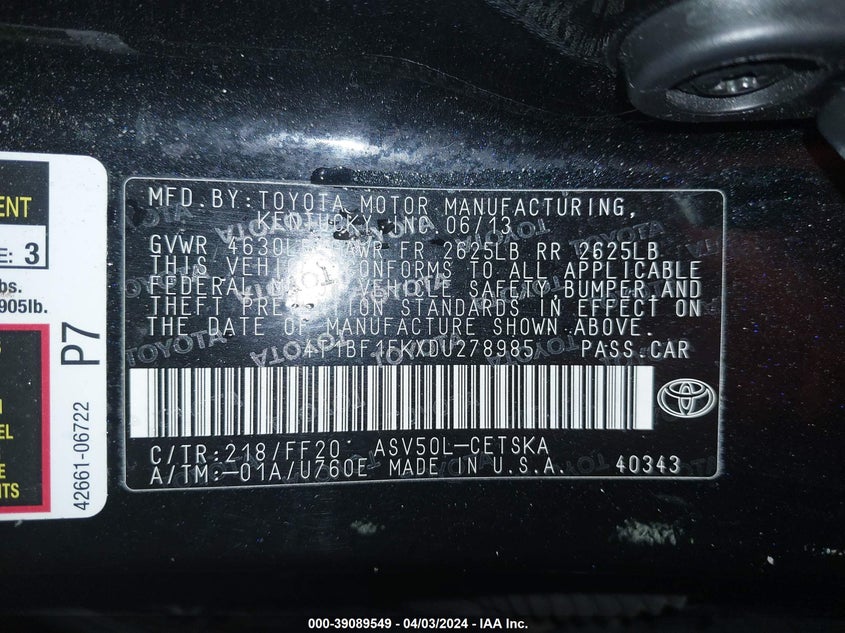 ENT
E: 3
bs.
905lb.
P7
42661-06722
S
N
EL
E
NTS
MFD. BY: TOYOTA MOTOR MANUFACTURING,
KENTUCKY, INC. 06/13
GVWR 4630LB GAWR FR 2625LB RR 2625LB
THIS VEHICLE CONFORMS TO ALL APPLICABLE
FEDERAL MOTOR VEHICLE SAFETY, BUMPER, AND
THEFT PREVENTION STANDARDS IN EFFECT ON
THE DATE OF MANUFACTURE SHOWN ABOVE.
4T1BF1FKXDU278985 PASS.CAR
C/TR:218/FF20 ASV50L-CETSKA
A/TM:-01A/U760E MADE IN U.S.A. 40343
000-39089549 - 04/03/2024 - IAA Inc.